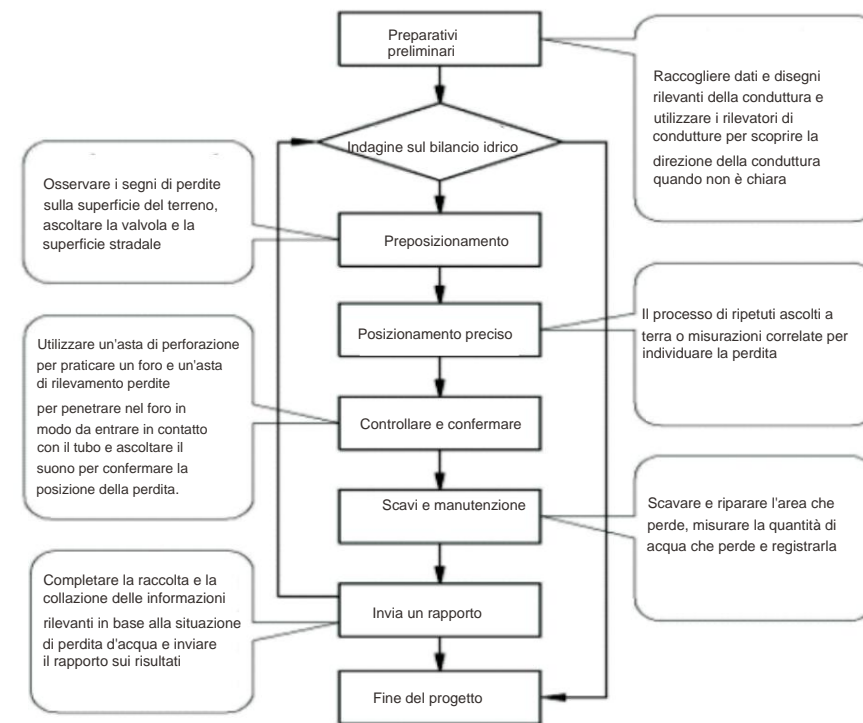 Preparativi
preliminari
Raccogliere dati e disegni
rilevanti della conduttura e
utilizzare i rilevatori di
condutture per scoprire la
direzione della conduttura
quando non è chiara
Indagine sul bilancio idrico
Osservare i segni di perdite
sulla superficie del terreno,
ascoltare la valvola e la
superficie stradale
Preposizionamento
Posizionamento preciso
Il processo di ripetuti ascolti a
terra o misurazioni correlate per
individuare la perdita
Utilizzare un'asta di perforazione
per praticare un foro e un'asta
di rilevamento perdite
per penetrare nel foro in
modo da entrare in contatto
con il tubo e ascoltare il
suono per confermare la
posizione della perdita.
Controllare e confermare
Scavi e manutenzione
Scavare e riparare l'area che
perde, misurare la quantità di
acqua che perde e registrarla
Completare la raccolta e la
collazione delle informazioni
rilevanti in base alla situazione
di perdita d'acqua e inviare
il rapporto sui risultati
Invia un rapporto
Fine del progetto